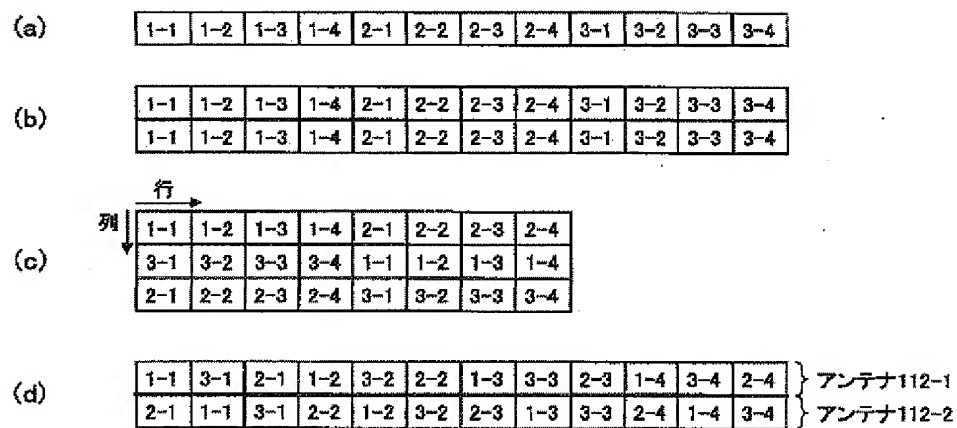 (a) 1-1 1-2 1-3 1-4 2-1 2-2 2-3 2-4 3-1 3-2 3-3 3-4
(b)
1-1 1-2 1-3 1-4 2-1 2-2 2-3 2-4 3-1 3-2 3-3 3-4
1-1 1-2 1-3 1-4 2-1 2-2 2-3 2-4 3-1 3-2 3-3 3-4
行
列
(c)
1-1 1-2 1-3 1-4 2-1 2-2 2-3 2-4
3-1 3-2 3-3 3-4 1-1 1-2 1-3 1-4
2-1 2-2 2-3 2-4 3-1 3-2 3-3 3-4
(d)
1-1 3-1 2-1 1-2 3-2 2-2 1-3 3-3 2-3 1-4 3-4 2-4 アンテナ112-1
2-1 1-1 3-1 2-2 1-2 3-2 2-3 1-3 3-3 2-4 1-4 3-4 アンテナ112-2